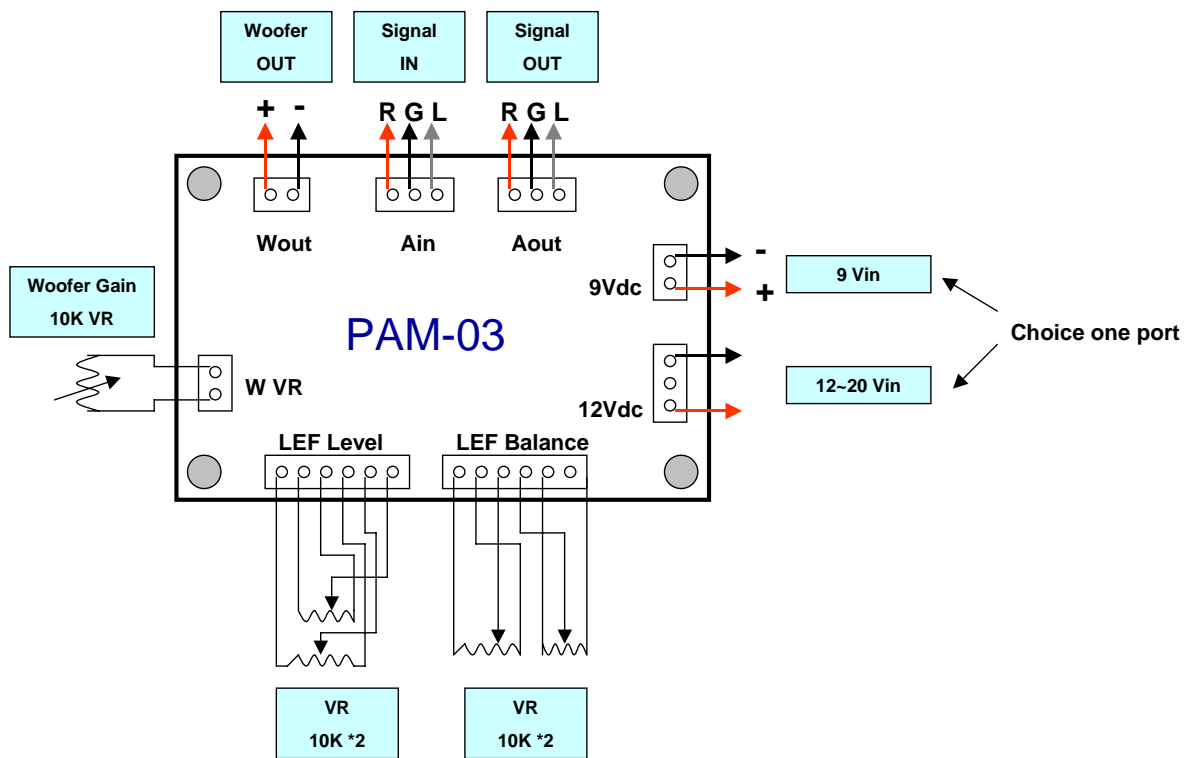 Woofer
OUT
Signal
IN
Signal
OUT
+ -
R G L
R G L
Wout
Ain
Aout
9Vdc
-
+
9 Vin
Woofer Gain
10K VR
PAM-03
Choice one port
W VR
12Vdc
12~20 Vin
LEF Level
LEF Balance
VR
10K *2
VR
10K *2